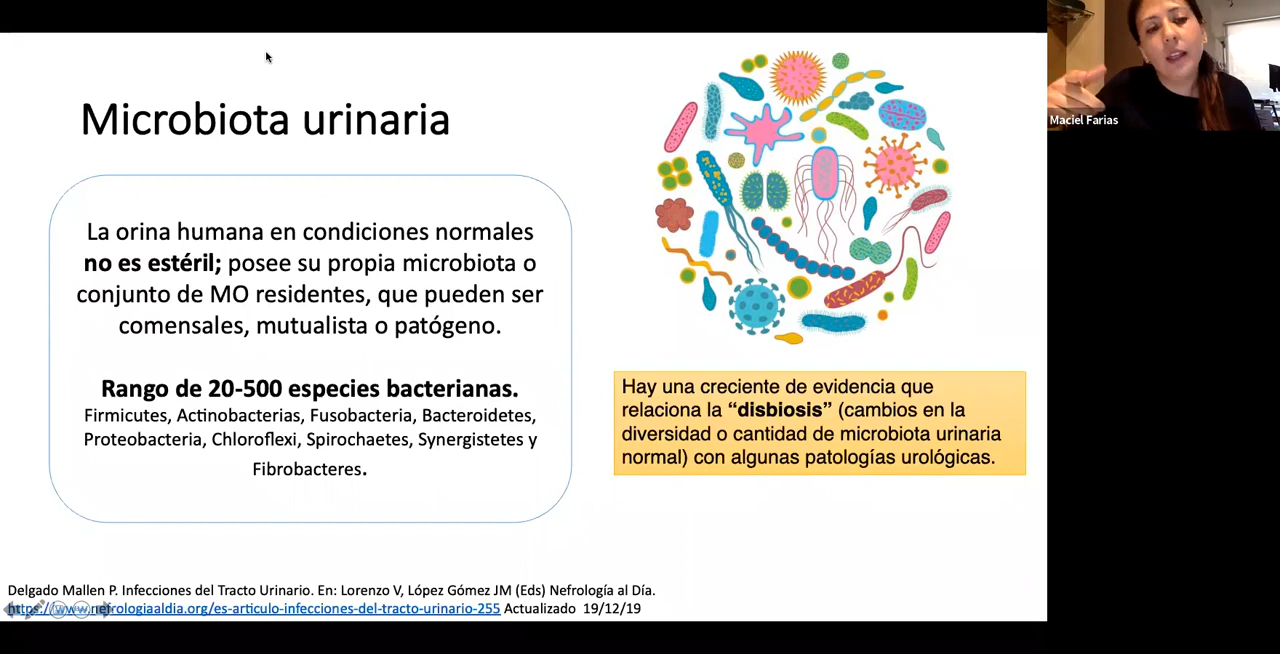 Microbiota urinaria
La orina humana en condiciones normales
no es estéril; posee su propia microbiota o
conjunto de MO residentes, que pueden ser
comensales, mutualista o patógeno.
Rango de 20-500 especies bacterianas.
Firmicutes, Actinobacterias, Fusobacteria, Bacteroidetes,
Proteobacteria, Chloroflexi, Spirochaetes, Synergistetes y
Fibrobacteres.
Hay una creciente de evidencia que
relaciona la “disbiosis” (cambios en la
diversidad o cantidad de microbiota urinaria
normal) con algunas patologías urológicas.
Delgado Mallen P. Infecciones del Tracto Urinario. En: Lorenzo V, López Gómez JM (Eds) Nefrología al Día.
https://www.nefrologiaaldia.org/es-articulo-infecciones-del-tracto-urinario-255 Actualizado 19/12/19
Maciel Farias